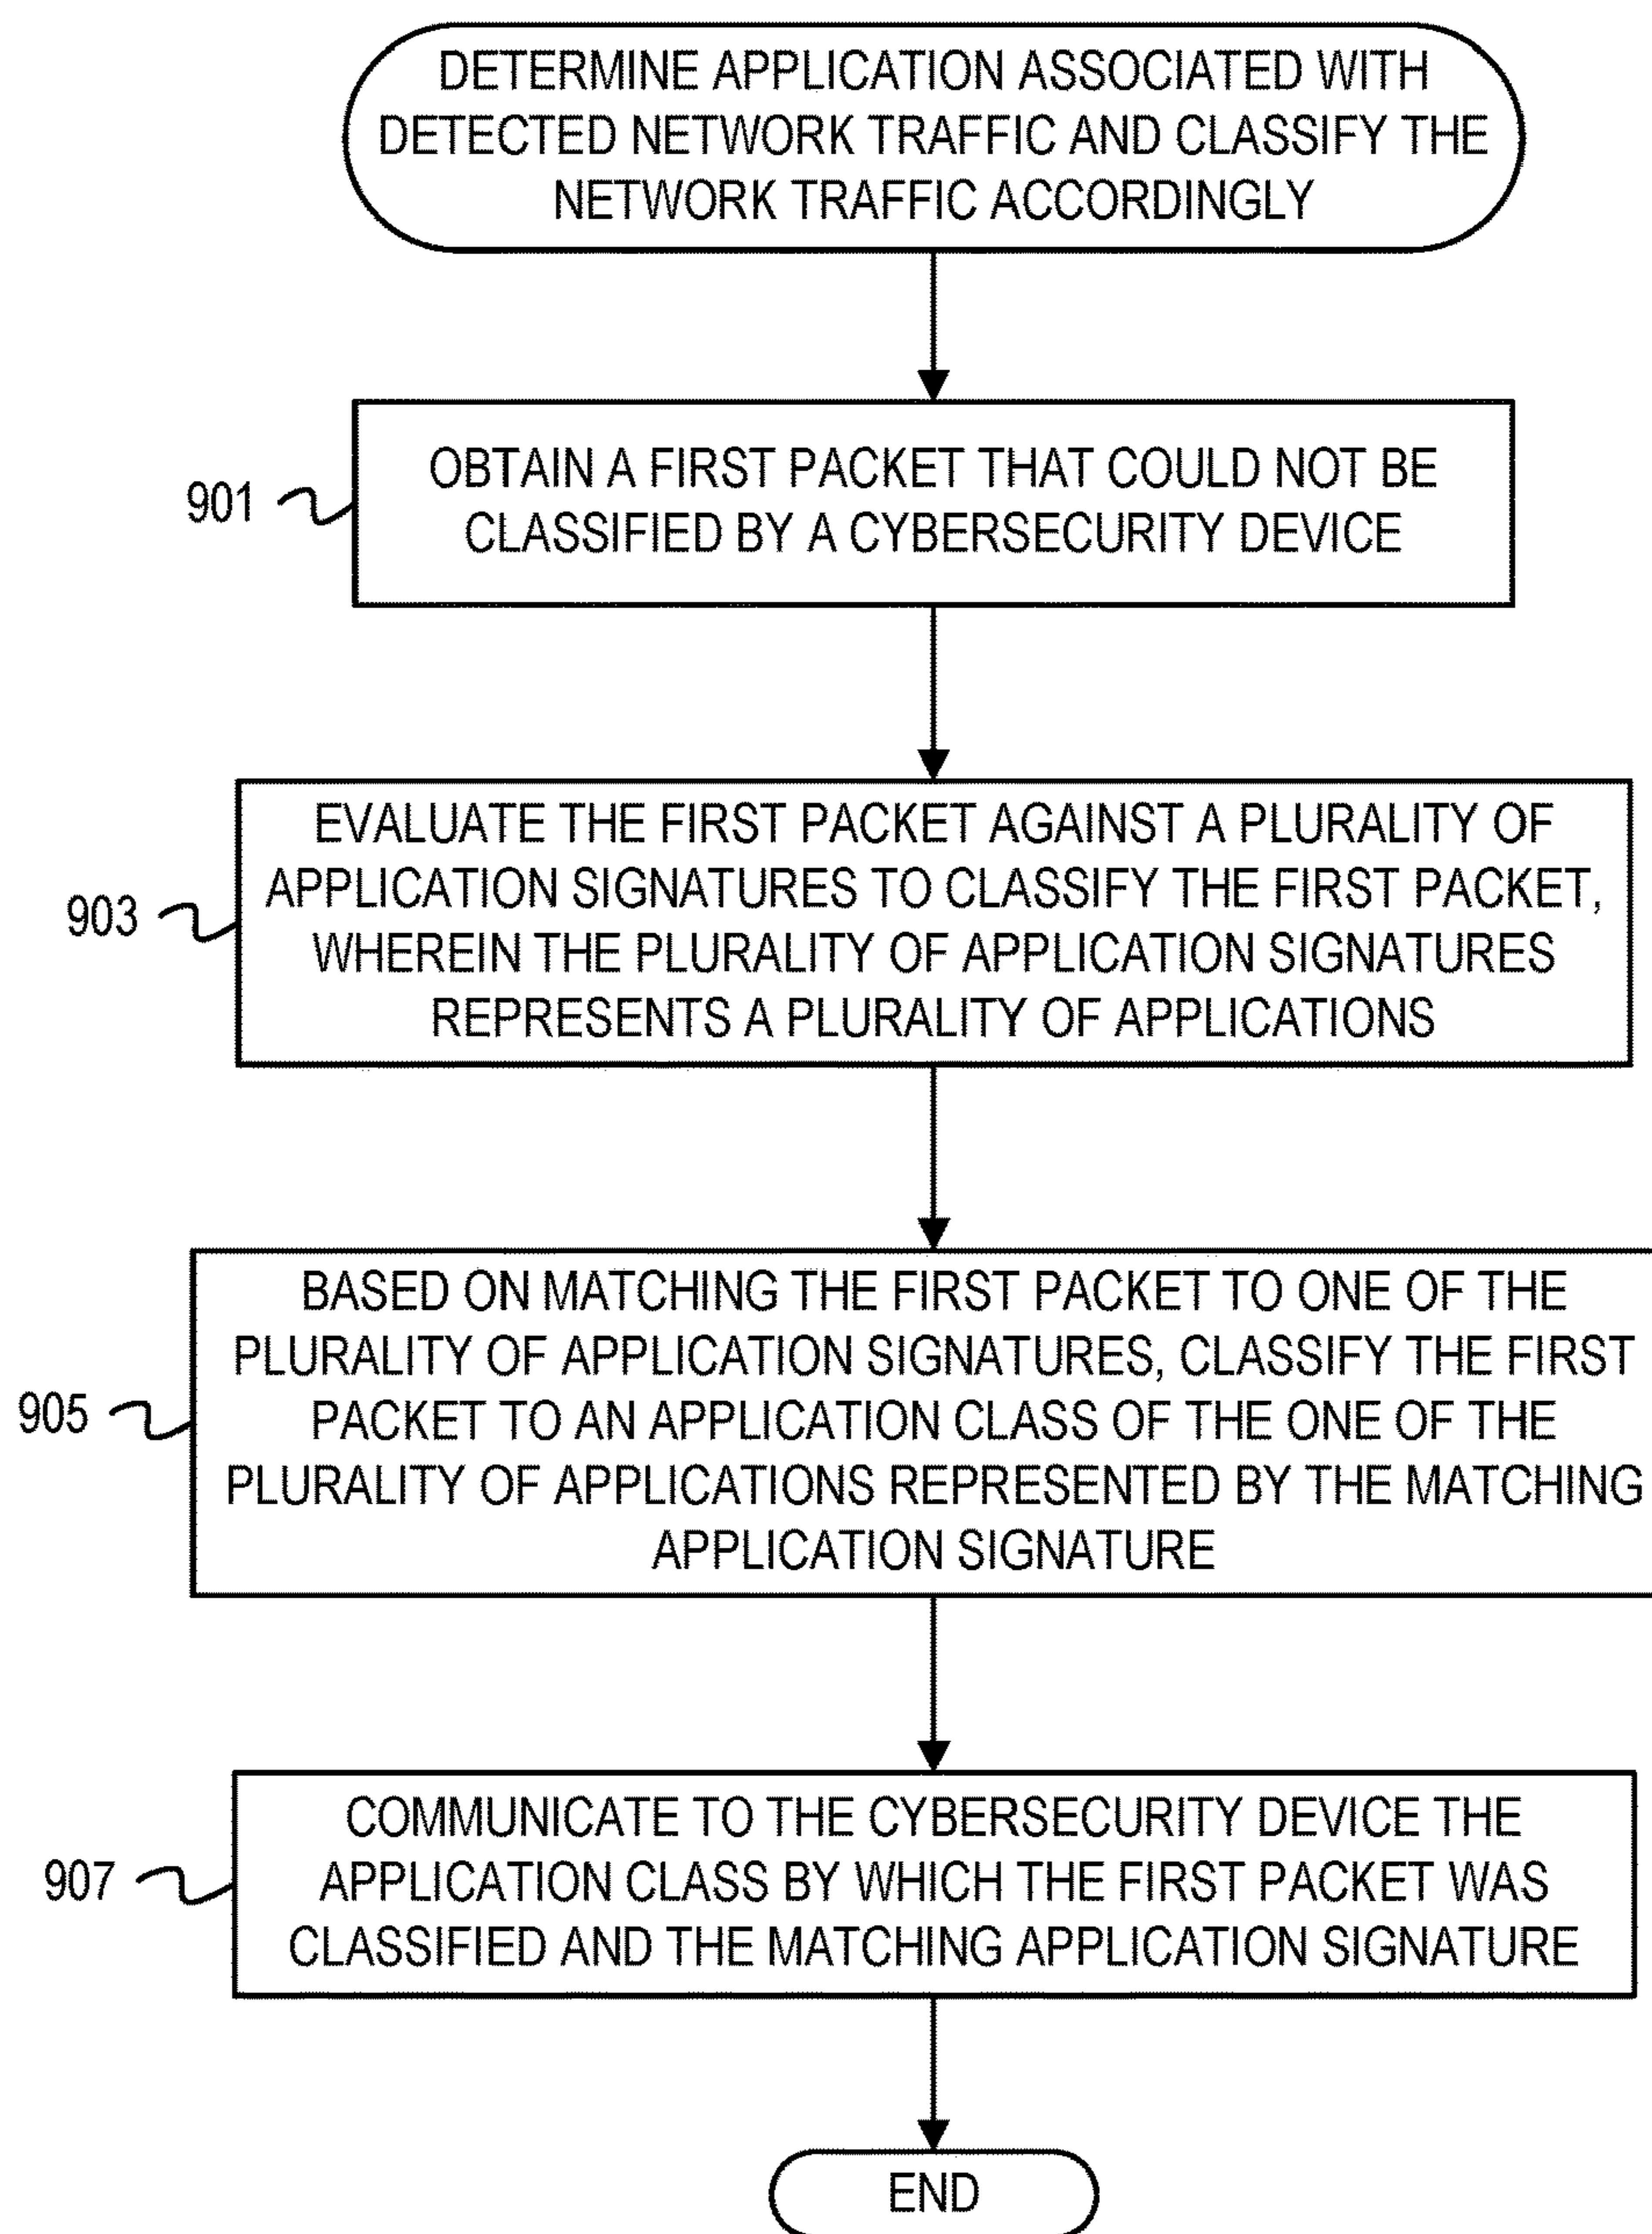 DETERMINE APPLICATION ASSOCIATED WITH
DETECTED NETWORK TRAFFIC AND CLASSIFY THE
NETWORK TRAFFIC ACCORDINGLY
901
OBTAIN A FIRST PACKET THAT COULD NOT BE
CLASSIFIED BY A CYBERSECURITY DEVICE
903
EVALUATE THE FIRST PACKET AGAINST A PLURALITY OF
APPLICATION SIGNATURES TO CLASSIFY THE FIRST PACKET,
WHEREIN THE PLURALITY OF APPLICATION SIGNATURES
REPRESENTS A PLURALITY OF APPLICATIONS
905
BASED ON MATCHING THE FIRST PACKET TO ONE OF THE
PLURALITY OF APPLICATION SIGNATURES, CLASSIFY THE FIRST
PACKET TO AN APPLICATION CLASS OF THE ONE OF THE
PLURALITY OF APPLICATIONS REPRESENTED BY THE MATCHING
APPLICATION SIGNATURE
907
COMMUNICATE TO THE CYBERSECURITY DEVICE THE
APPLICATION CLASS BY WHICH THE FIRST PACKET WAS
CLASSIFIED AND THE MATCHING APPLICATION SIGNATURE
END